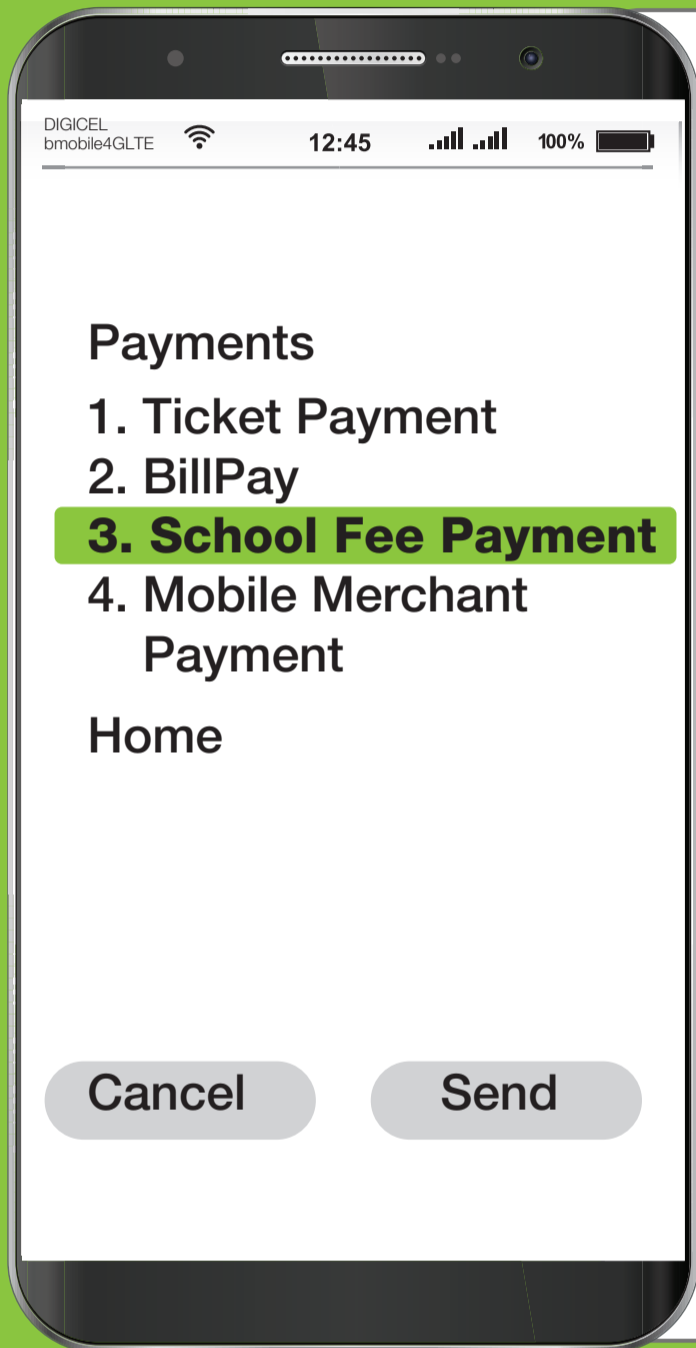 DIGICEL
bmobile4GLTE
12:45
100%
Payments
1. Ticket Payment
2. BillPay
3. School Fee Payment
4. Mobile Merchant
Payment
Home
Cancel
Send